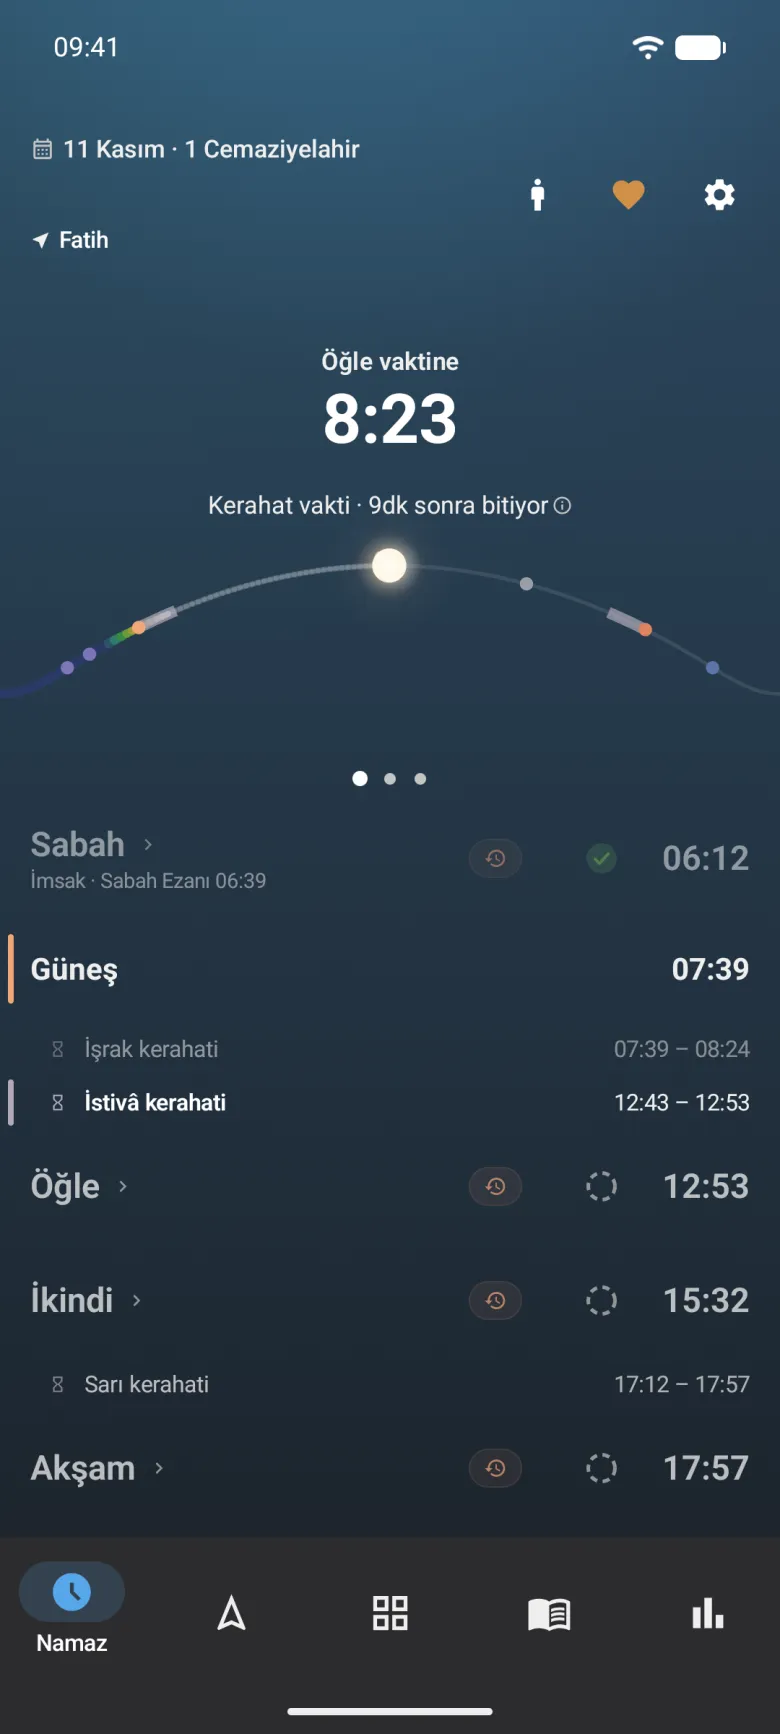 09:41
11 Kasım · 1 Cemaziyelahir
Fatih
Öğle vaktine
8:23
Kerahat vakti · 9dk sonra bitiyor
Sabah
İmsak · Sabah Ezanı 06:39
06:12
Güneş
07:39
İşrak kerahati
07:39 – 08:24
İstivâ kerahati
12:43 – 12:53
Öğle
12:53
İkindi
15:32
Sarı kerahati
17:12 – 17:57
Akşam
17:57
Namaz